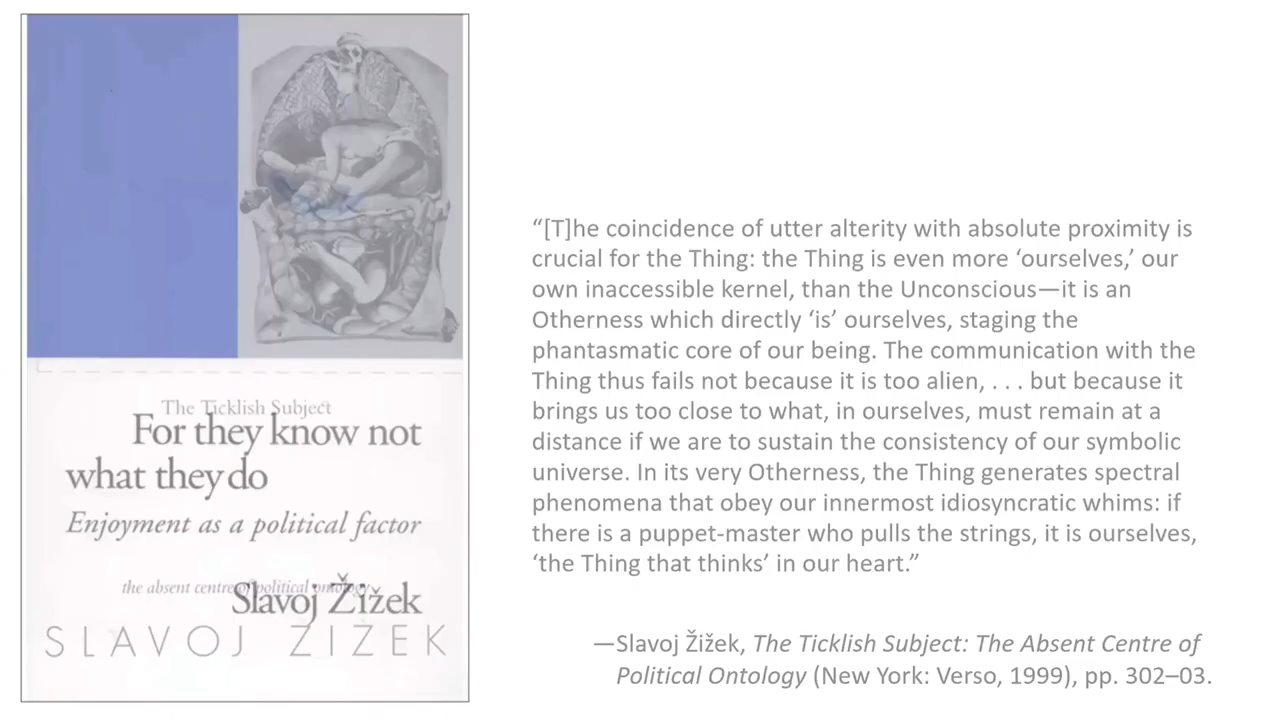 The Ticklish Subject
For they know not
what they do
Enjoyment as a political factor
the absent centre of political ontology
Slavoj Žižek
SLAVOJ ŽIŽEK
“[T]he coincidence of utter alterity with absolute proximity is
crucial for the Thing: the Thing is even more ‘ourselves,’ our
own inaccessible kernel, than the Unconscious—it is an
Otherness which directly ‘is’ ourselves, staging the
phantasmatic core of our being. The communication with the
Thing thus fails not because it is too alien, . . . but because it
brings us too close to what, in ourselves, must remain at a
distance if we are to sustain the consistency of our symbolic
universe. In its very Otherness, the Thing generates spectral
phenomena that obey our innermost idiosyncratic whims: if
there is a puppet-master who pulls the strings, it is ourselves,
‘the Thing that thinks’ in our heart.”
—Slavoj Žižek, The Ticklish Subject: The Absent Centre of
Political Ontology (New York: Verso, 1999), pp. 302–03.